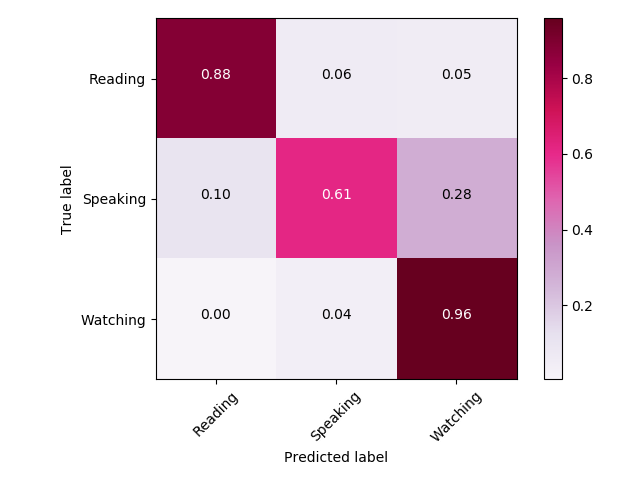 Reading 0.88 0.06 0.05
Speaking 0.10 0.61 0.28
Watching 0.00 0.04 0.96
Reading Speaking Watching
Predicted label
True label
0.8
0.6
0.4
0.2